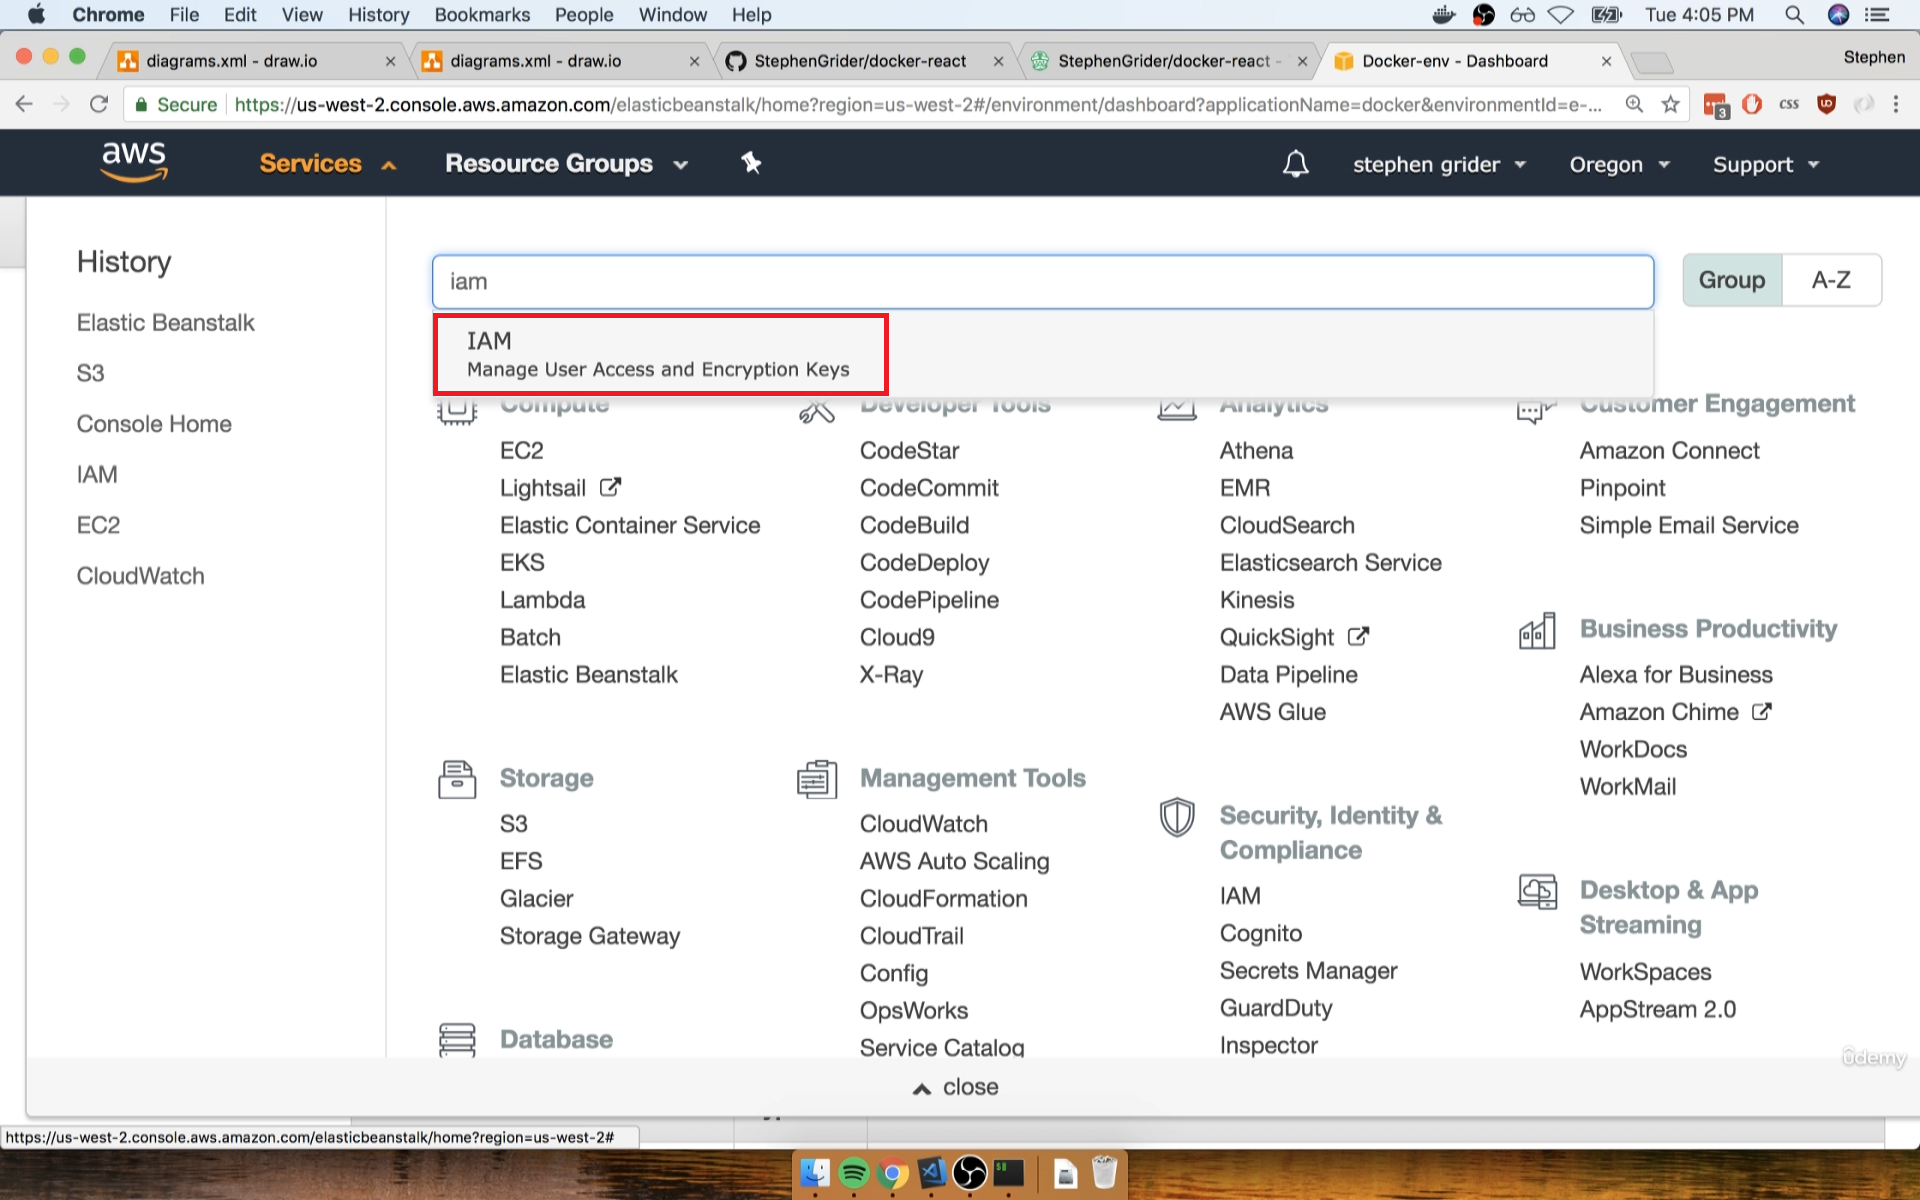 Chrome File Edit View History Bookmarks People Window Help Tue 4:05 PM
diagrams.xml - draw.io
diagrams.xml - draw.io
StephenGrider/docker-react
StephenGrider/docker-react -
Docker-env - Dashboard
Stephen
Secure https://us-west-2.console.aws.amazon.com/elasticbeanstalk/home?region=us-west-2#/environment/dashboard?applicationName=docker&environmentId=e-...
3
css
aws
Services
Resource Groups
stephen grider
Oregon
Support
History
Elastic Beanstalk
S3
Console Home
IAM
EC2
CloudWatch
iam
Group
A-Z
IAM
Manage User Access and Encryption Keys
Compute
EC2
Lightsail
Elastic Container Service
EKS
Lambda
Batch
Elastic Beanstalk
Storage
S3
EFS
Glacier
Storage Gateway
Database
Developer Tools
CodeStar
CodeCommit
CodeBuild
CodeDeploy
CodePipeline
Cloud9
X-Ray
Management Tools
CloudWatch
AWS Auto Scaling
CloudFormation
CloudTrail
Config
OpsWorks
Service Catalog
Analytics
Athena
EMR
CloudSearch
Elasticsearch Service
Kinesis
QuickSight
Data Pipeline
AWS Glue
Security, Identity &
Compliance
IAM
Cognito
Secrets Manager
GuardDuty
Inspector
Customer Engagement
Amazon Connect
Pinpoint
Simple Email Service
Business Productivity
Alexa for Business
Amazon Chime
WorkDocs
WorkMail
Desktop & App
Streaming
WorkSpaces
AppStream 2.0
close
udemy
https://us-west-2.console.aws.amazon.com/elasticbeanstalk/home?region=us-west-2#